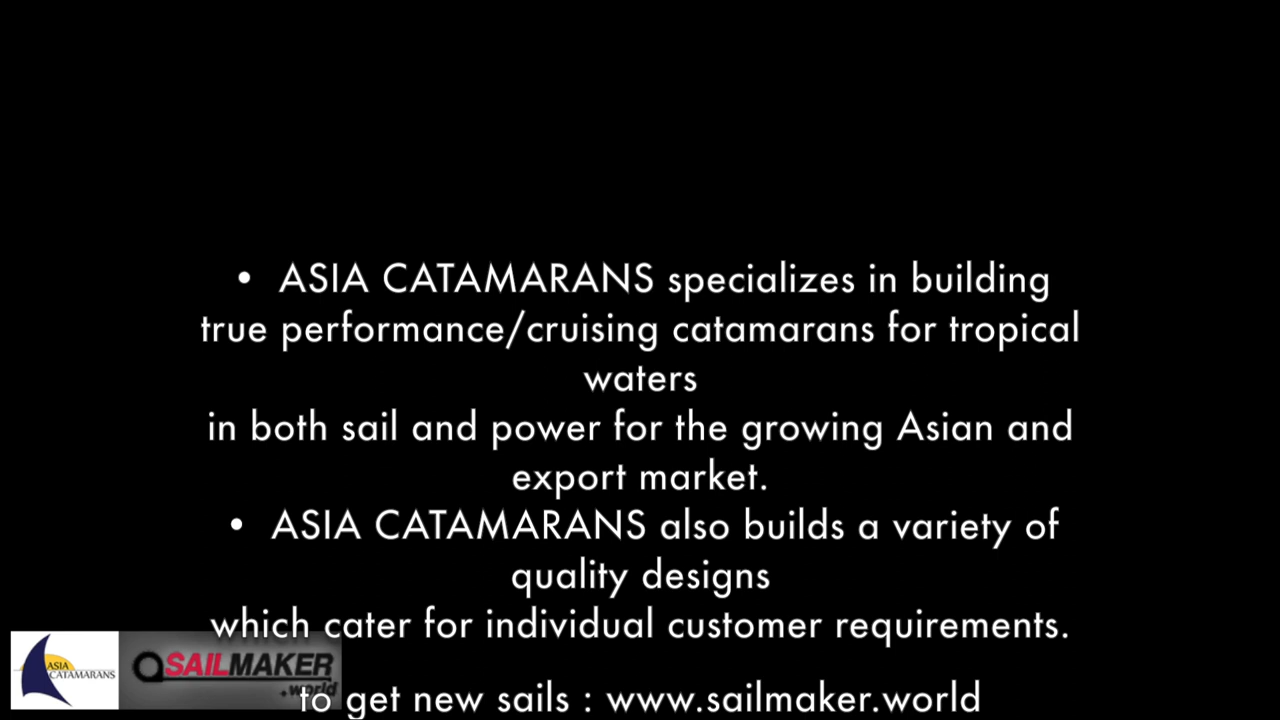 • ASIA CATAMARANS specializes in building
true performance/cruising catamarans for tropical
waters
in both sail and power for the growing Asian and
export market.
• ASIA CATAMARANS also builds a variety of
quality designs
which cater for individual customer requirements.
ASIA
CATAMARANS
SAILMAKER
.world
to get new sails : www.sailmaker.world